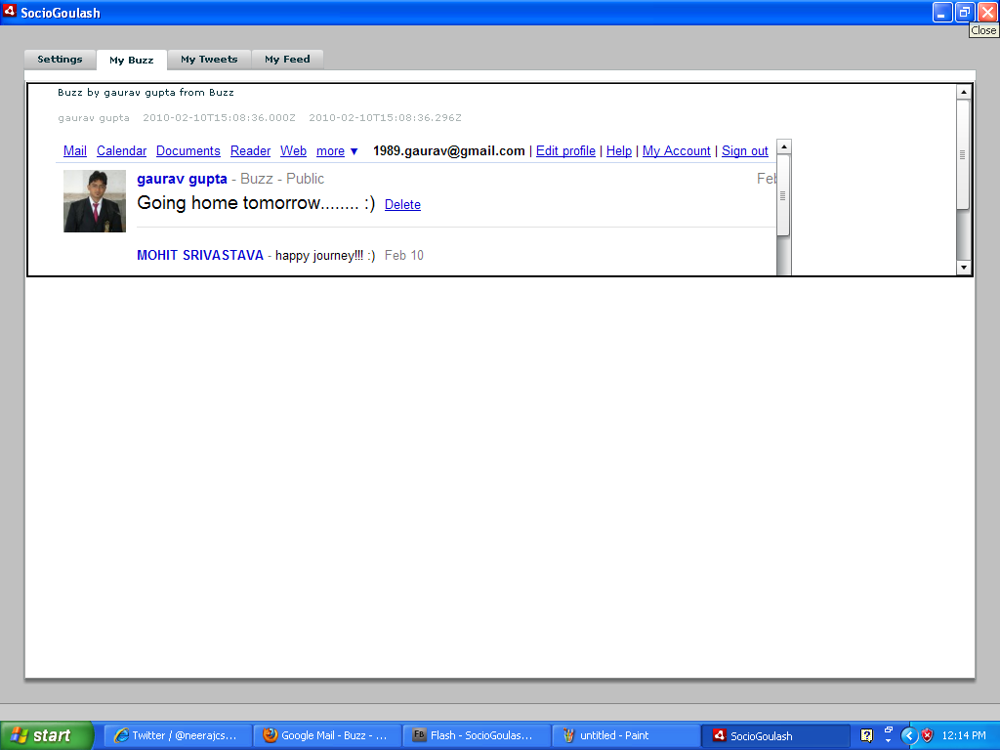 SocioGoulash
Close
Settings My Buzz My Tweets My Feed
Buzz by gaurav gupta from Buzz
gaurav gupta 2010-02-10T15:08:36.000Z 2010-02-10T15:08:36.296Z
Mail Calendar Documents Reader Web more ▼ 1989.gaurav@gmail.com | Edit profile | Help | My Account | Sign out
gaurav gupta - Buzz - Public Feb
Going home tomorrow........ :) Delete
MOHIT SRIVASTAVA - happy journey!!! :) Feb 10
start Twitter / @neerajcs... Google Mail - Buzz - ... Flash - SocioGoulas... untitled - Paint SocioGoulash 12:14 PM